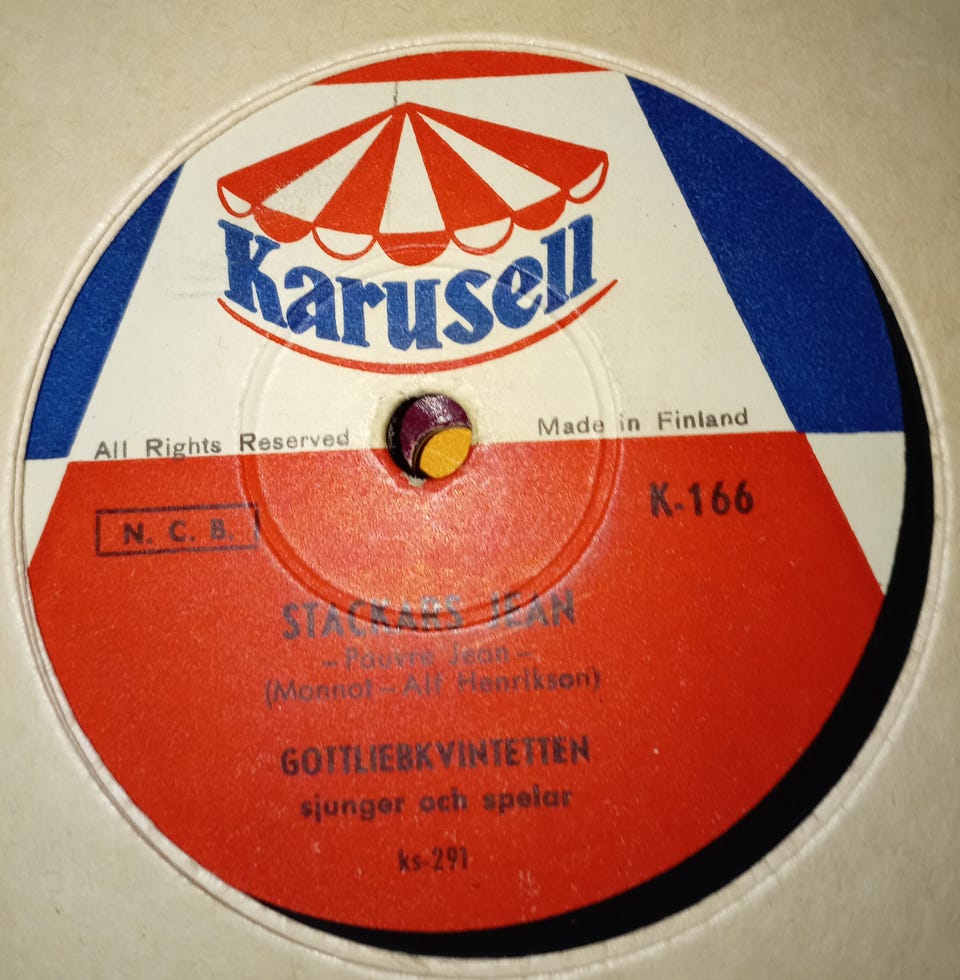 Karusell
All Rights Reserved Made in Finland
N. C. B. K-166
STACKARS JEAN
– Pauvre Jean –
(Monnot – Alf Henrikson)
GOTTLIEBKVINTETTEN
sjunger och spelar
ks-291